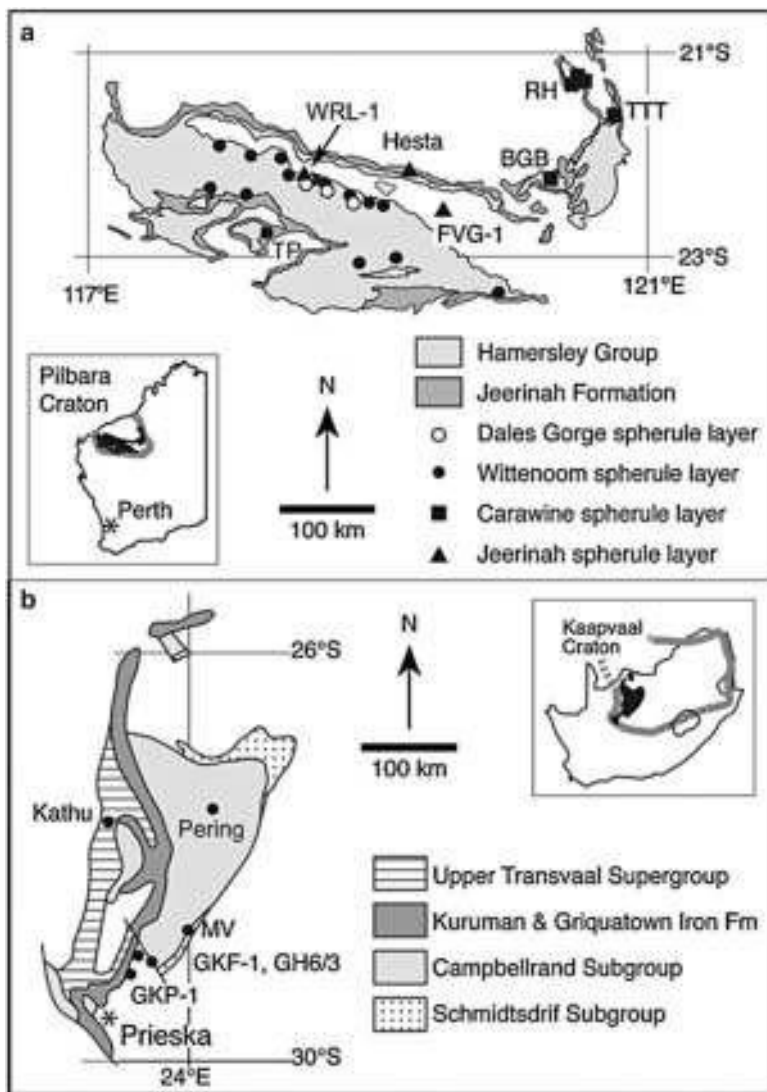 a
21°S
RH
WRL-1
TTT
Hesta
BGB
FVG-1
TP
23°S
117°E
121°E
Pilbara
Craton
Perth
N
100 km
Hamersley Group
Jeerinah Formation
Dales Gorge spherule layer
Wittenoom spherule layer
Carawine spherule layer
Jeerinah spherule layer
b
26°S
N
100 km
Kaapvaal
Craton
Kathu
Pering
MV
GKF-1, GH6/3
GKP-1
Prieska
30°S
24°E
Upper Transvaal Supergroup
Kuruman & Griquatown Iron Fm
Campbellrand Subgroup
Schmidtsdrif Subgroup